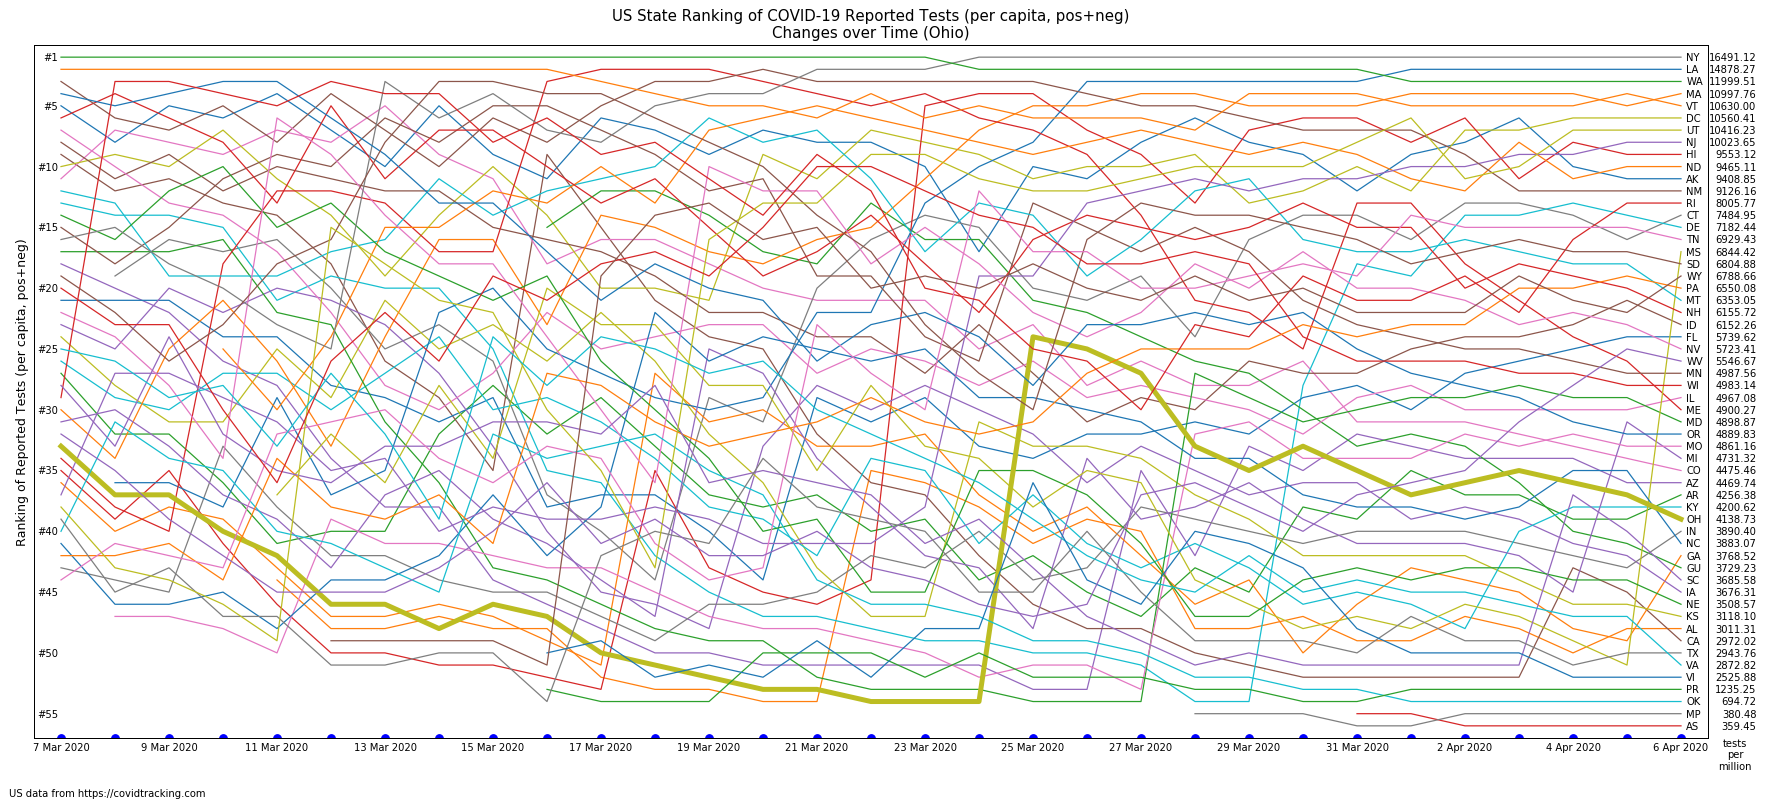 US State Ranking of COVID-19 Reported Tests (per capita, pos+neg)
Changes over Time (Ohio)
Ranking of Reported Tests (per capita, pos+neg)
#1
#5
#10
#15
#20
#25
#30
#35
#40
#45
#50
#55
NY 16491.12
LA 14878.27
WA 11999.51
MA 10997.76
VT 10630.00
DC 10560.41
UT 10416.23
NJ 10023.65
HI 9553.12
ND 9465.11
AK 9408.85
NM 9126.16
RI 8005.77
CT 7484.95
DE 7182.44
TN 6929.43
MS 6844.42
SD 6804.88
WY 6788.66
PA 6550.08
MT 6353.05
NH 6155.72
ID 6152.26
FL 5739.62
NV 5723.41
WV 5546.67
MN 4987.56
WI 4983.14
IL 4967.08
ME 4900.27
MD 4898.87
OR 4889.83
MO 4861.16
MI 4731.32
CO 4475.46
AZ 4469.74
AR 4256.38
KY 4200.62
OH 4138.73
IN 3890.40
NC 3883.07
GA 3768.52
GU 3729.23
SC 3685.58
IA 3676.31
NE 3508.57
KS 3118.10
AL 3011.31
CA 2972.02
TX 2943.76
VA 2872.82
VI 2525.88
PR 1235.25
OK 694.72
MP 380.48
AS 359.45
7 Mar 2020 9 Mar 2020 11 Mar 2020 13 Mar 2020 15 Mar 2020 17 Mar 2020 19 Mar 2020 21 Mar 2020 23 Mar 2020 25 Mar 2020 27 Mar 2020 29 Mar 2020 31 Mar 2020 2 Apr 2020 4 Apr 2020 6 Apr 2020
tests
per
million
US data from https://covidtracking.com